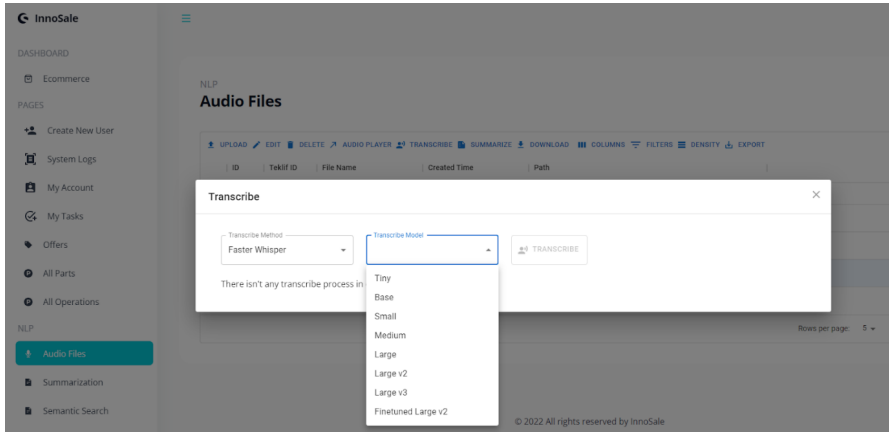 InnoSale
DASHBOARD
Ecommerce
PAGES
Create New User
System Logs
My Account
My Tasks
Offers
All Parts
All Operations
NLP
Audio Files
Summarization
Semantic Search
NLP
Audio Files
UPLOAD EDIT DELETE AUDIO PLAYER TRANSCRIBE SUMMARIZE DOWNLOAD COLUMNS FILTERS DENSITY EXPORT
ID Teklif ID File Name Created Time Path
Transcribe
Transcribe Method
Faster Whisper
Transcribe Model
TRANSCRIBE
There isn't any transcribe process in
Tiny
Base
Small
Medium
Large
Large v2
Large v3
Finetuned Large v2
Rows per page: 5
© 2022 All rights reserved by InnoSale